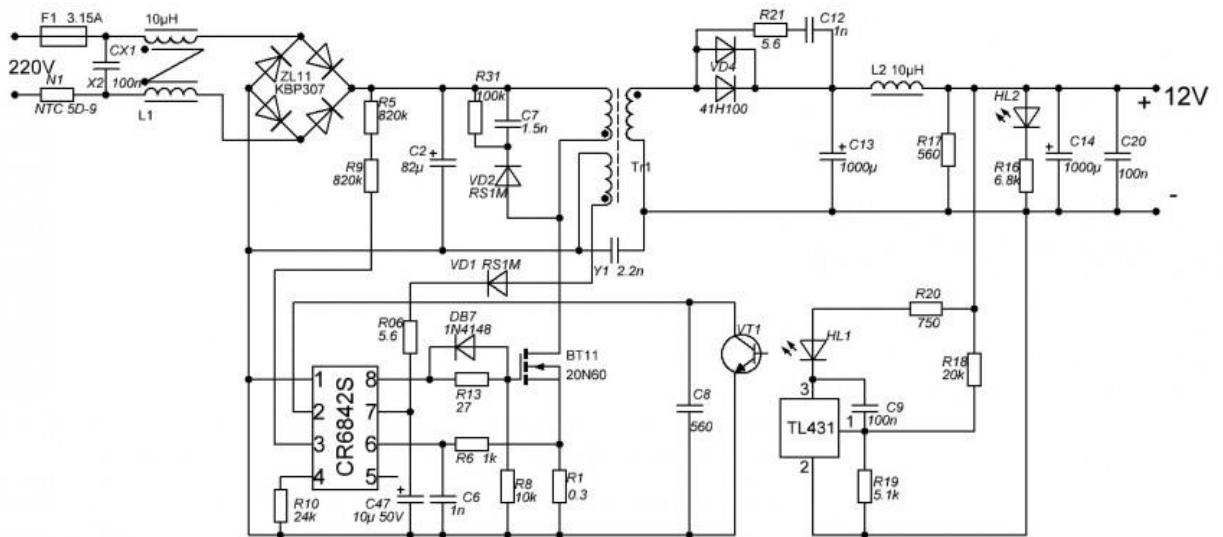 F1 3.15A
10µH
220V
CX1
X2 100n
N1
NTC 5D-9
L1
ZL11
KBP307
R5
820k
R9
820k
C2
82µ
R31
100k
C7
1.5n
VD2
RS1M
Tr1
R21
5.6
C12
1n
VD4
41H100
L2 10µH
C13
1000µ
R17
560
HL2
R16
6.8k
C14
1000µ
C20
100n
+ 12V
-
Y1 2.2n
VD1 RS1M
R06
5.6
DB7
1N4148
R13
27
BT11
20N60
VT1
C8
560
R20
750
HL1
R18
20k
C9
100n
TL431
3
1
2
R19
5.1k
CR6842S
1
2
3
4
8
7
6
5
R6 1k
R10
24k
C47
10µ 50V
C6
1n
R8
10k
R1
0.3